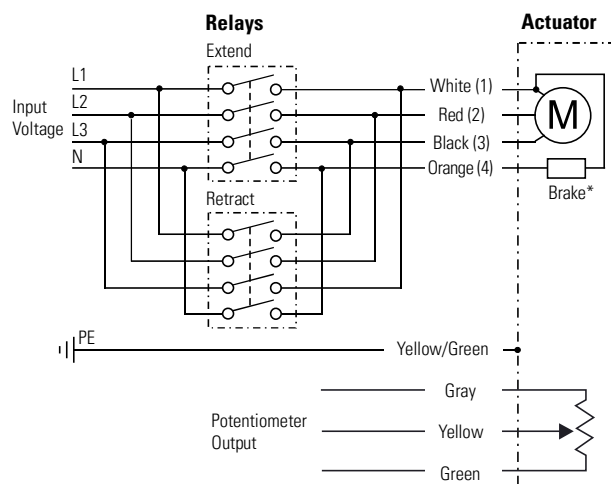 Relays
Actuator
Extend
L1
White (1)
Input
Voltage
L2
Red (2)
M
L3
Black (3)
N
Orange (4)
Brake*
Retract
PE
Yellow/Green
Gray
Potentiometer
Output
Yellow
Green